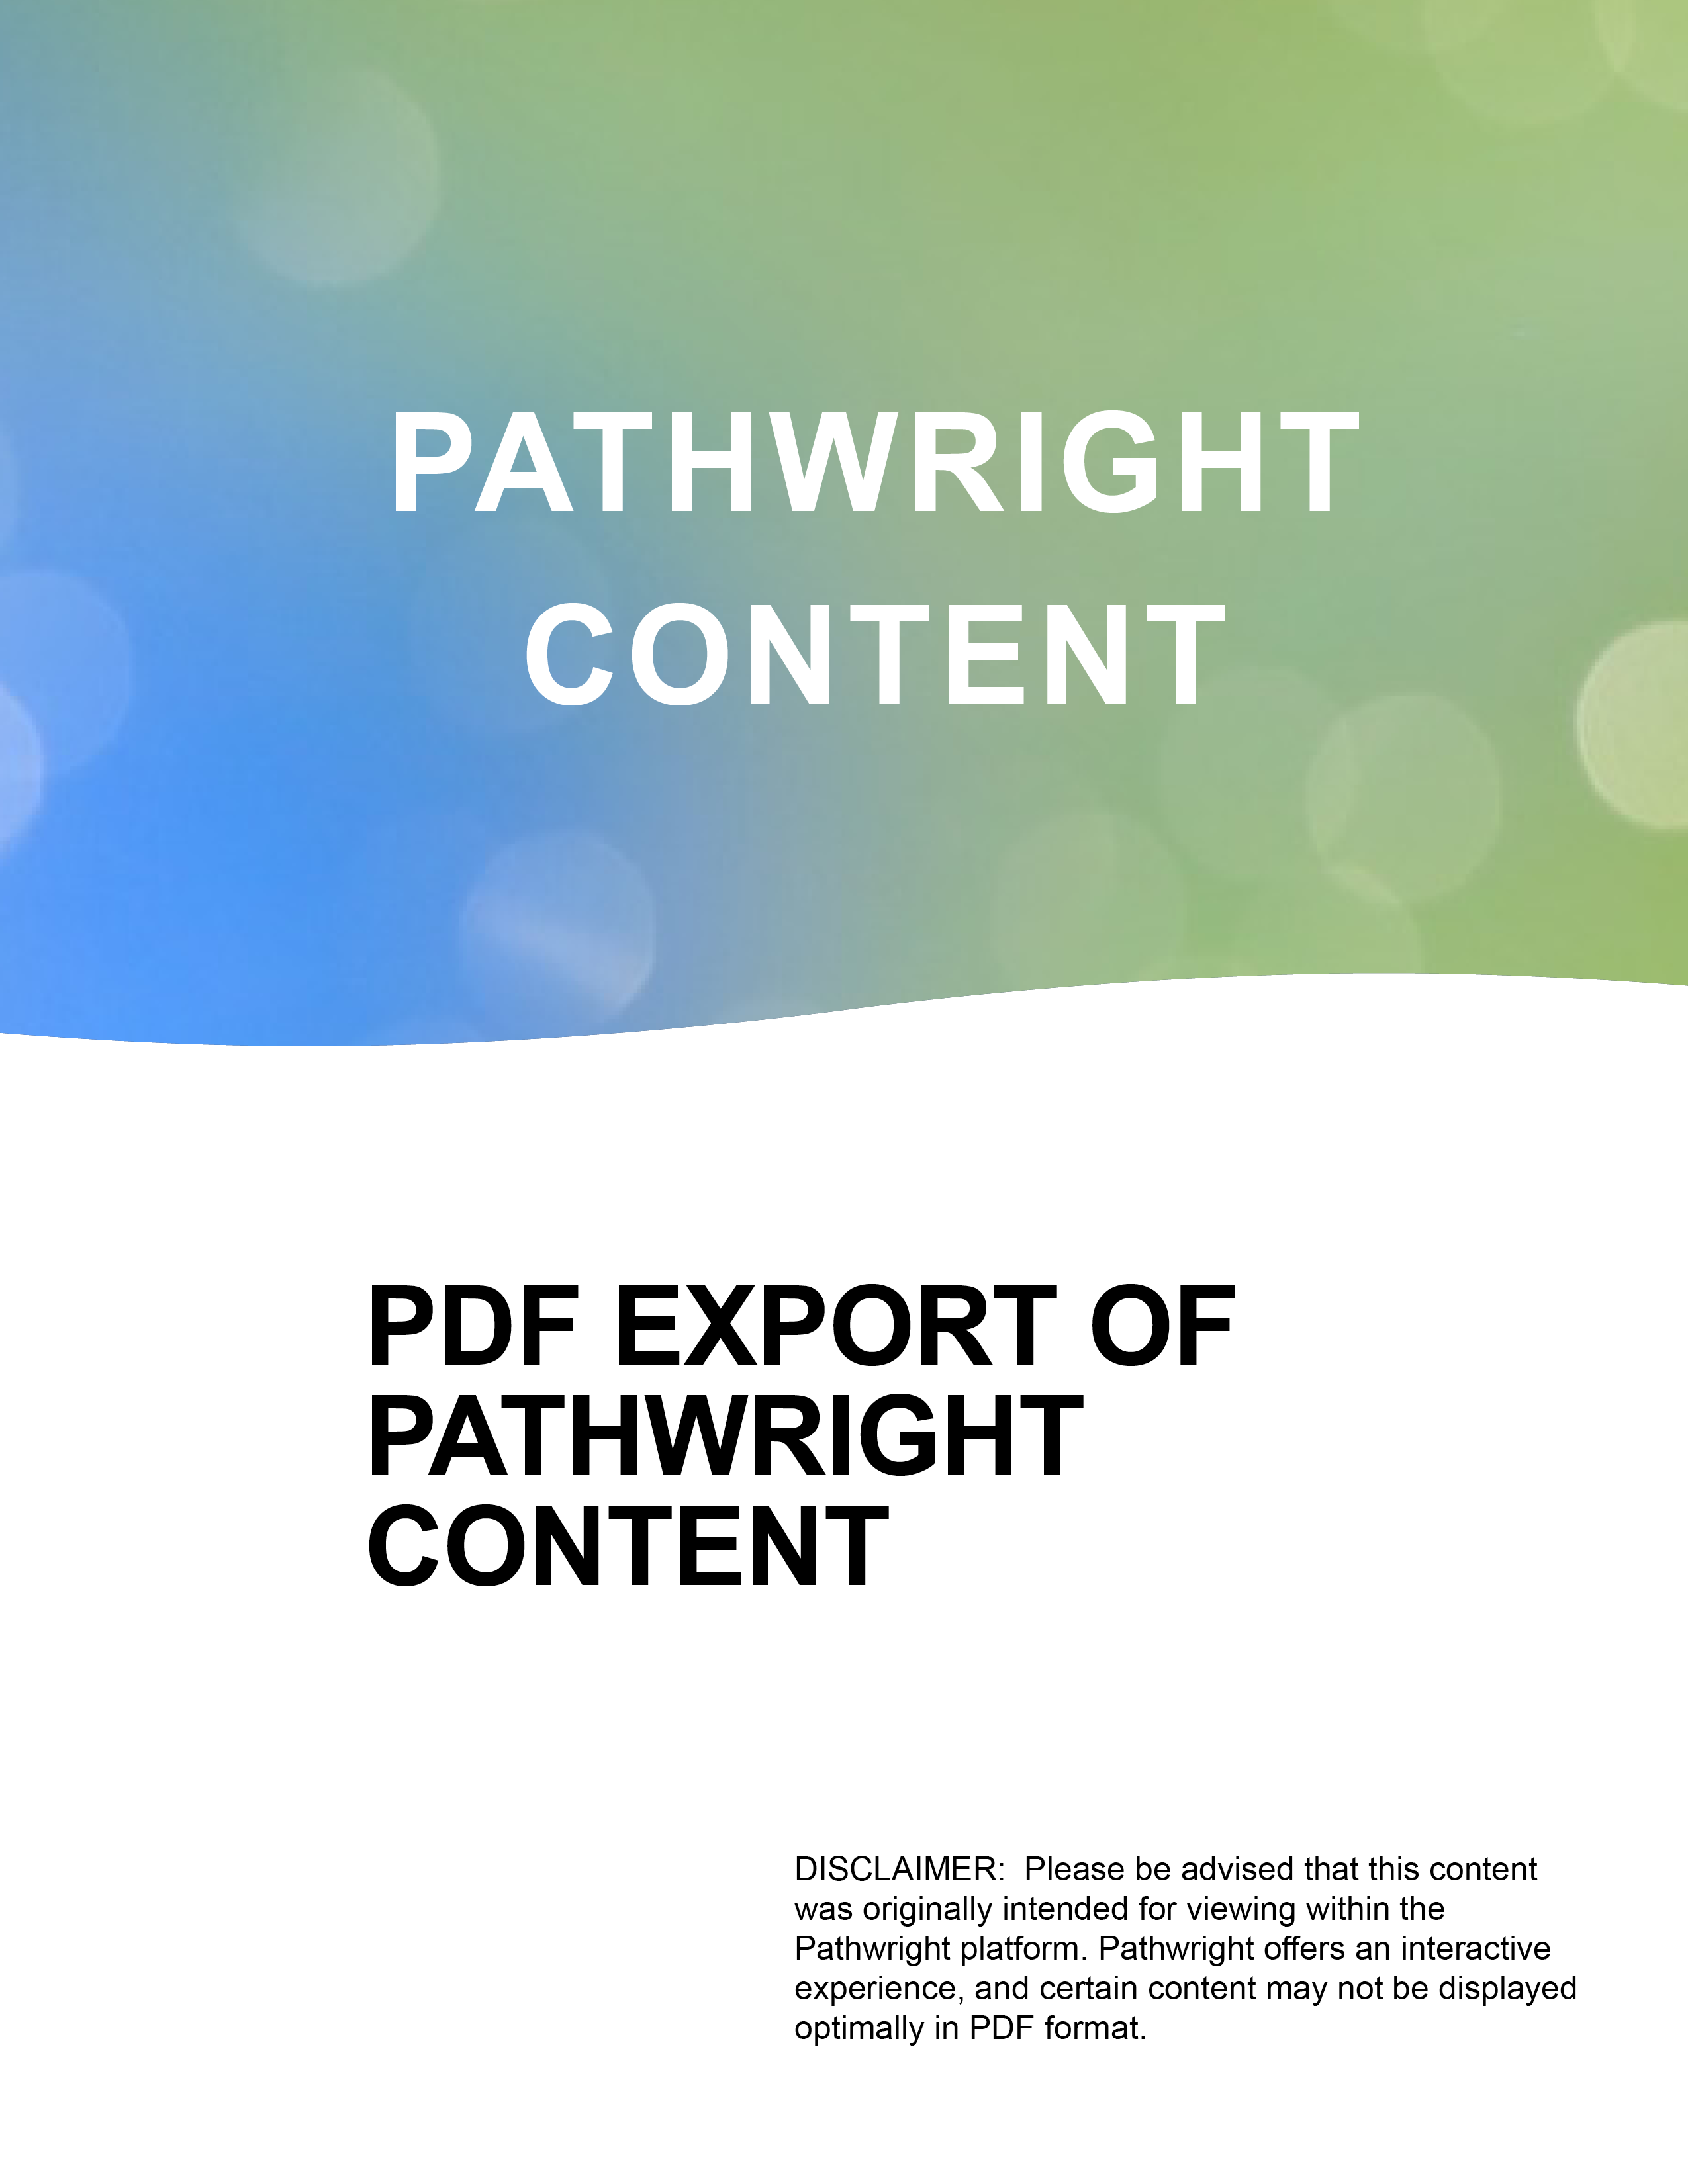 PATHWRIGHT
CONTENT
PDF EXPORT OF
PATHWRIGHT
CONTENT
DISCLAIMER:  Please be advised that this content
was originally intended for viewing within the
Pathwright platform. Pathwright offers an interactive
experience, and certain content may not be displayed
optimally in PDF format.